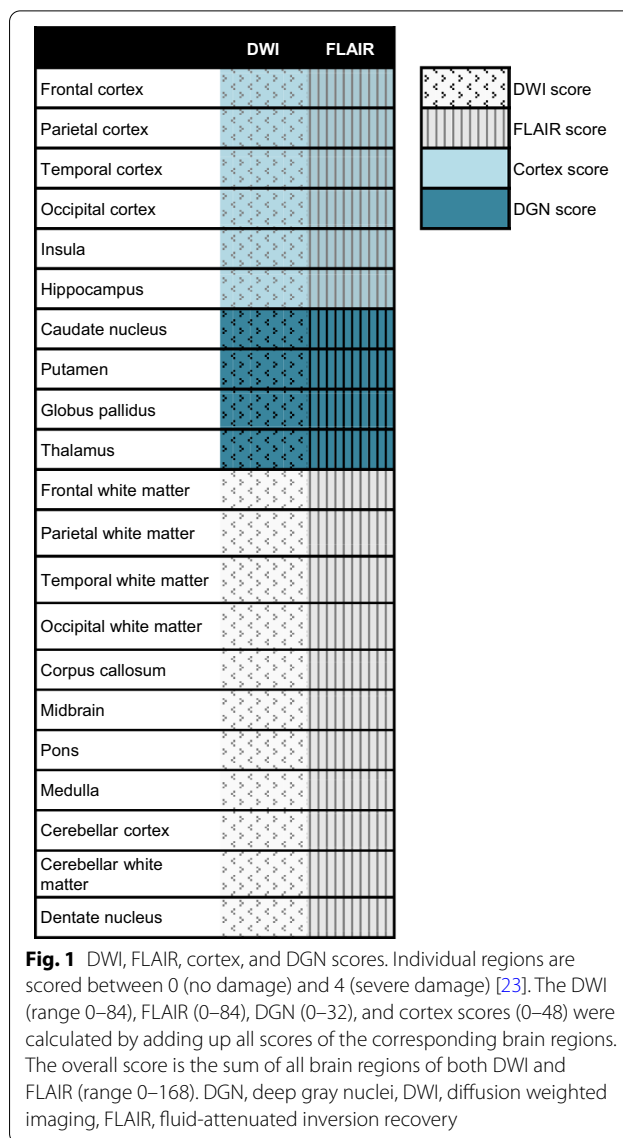 DWI FLAIR
Frontal cortex
Parietal cortex
Temporal cortex
Occipital cortex
Insula
Hippocampus
Caudate nucleus
Putamen
Globus pallidus
Thalamus
Frontal white matter
Parietal white matter
Temporal white matter
Occipital white matter
Corpus callosum
Midbrain
Pons
Medulla
Cerebellar cortex
Cerebellar white
matter
Dentate nucleus
DWI score
FLAIR score
Cortex score
DGN score
Fig. 1 DWI, FLAIR, cortex, and DGN scores. Individual regions are
scored between 0 (no damage) and 4 (severe damage) [23]. The DWI
(range 0–84), FLAIR (0–84), DGN (0–32), and cortex scores (0–48) were
calculated by adding up all scores of the corresponding brain regions.
The overall score is the sum of all brain regions of both DWI and
FLAIR (range 0–168). DGN, deep gray nuclei, DWI, diffusion weighted
imaging, FLAIR, fluid-attenuated inversion recovery